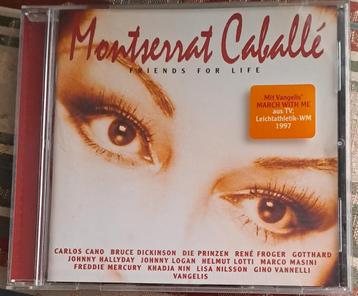 Montserrat Caballé
FRIENDS FOR LIFE
Mit Vangelis'
MARCH WITH ME
aus TV:
Leichtathletik-WM
1997
CARLOS CANO BRUCE DICKINSON DIE PRINZEN RENÉ FROGER GOTTHARD
JOHNNY HALLYDAY JOHNNY LOGAN HELMUT LOTTI MARCO MASINI
FREDDIE MERCURY KHADJA NIN LISA NILSSON GINO VANNELLI
VANGELIS